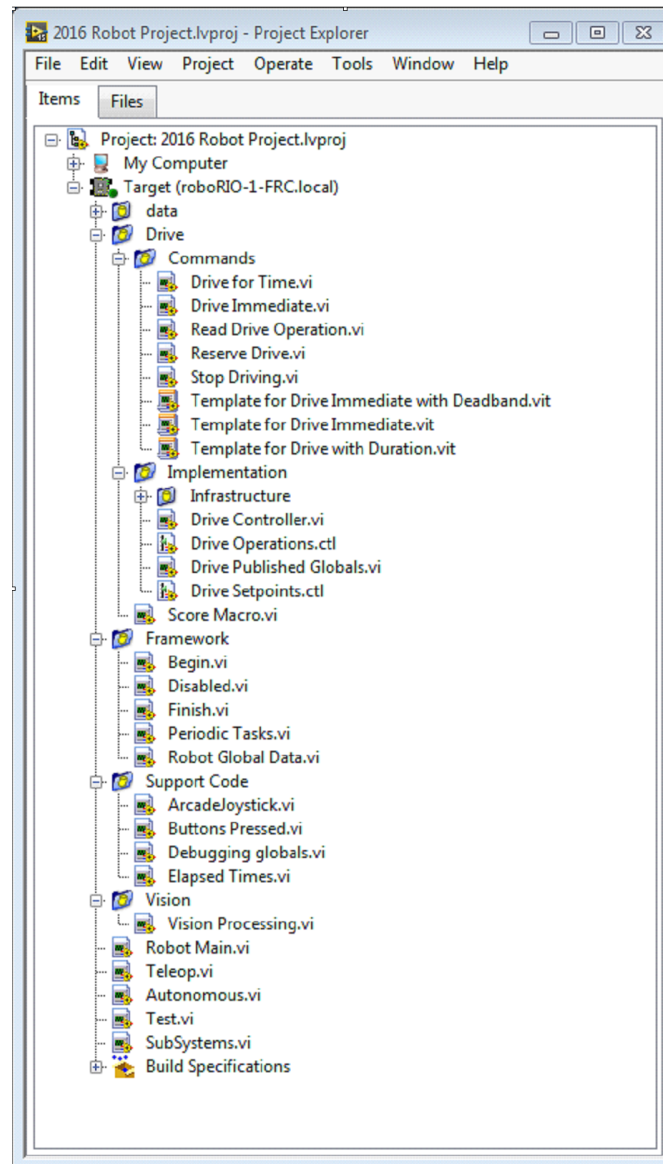 2016 Robot Project.lvproj - Project Explorer
File Edit View Project Operate Tools Window Help
Items Files
Project: 2016 Robot Project.lvproj
My Computer
Target (roboRIO-1-FRC.local)
data
Drive
Commands
Drive for Time.vi
Drive Immediate.vi
Read Drive Operation.vi
Reserve Drive.vi
Stop Driving.vi
Template for Drive Immediate with Deadband.vit
Template for Drive Immediate.vit
Template for Drive with Duration.vit
Implementation
Infrastructure
Drive Controller.vi
Drive Operations.ctl
Drive Published Globals.vi
Drive Setpoints.ctl
Score Macro.vi
Framework
Begin.vi
Disabled.vi
Finish.vi
Periodic Tasks.vi
Robot Global Data.vi
Support Code
ArcadeJoystick.vi
Buttons Pressed.vi
Debugging globals.vi
Elapsed Times.vi
Vision
Vision Processing.vi
Robot Main.vi
Teleop.vi
Autonomous.vi
Test.vi
SubSystems.vi
Build Specifications